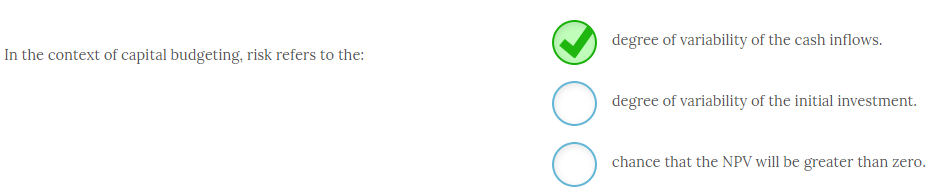 In the context of capital budgeting, risk refers to the:
degree of variability of the cash inflows.
degree of variability of the initial investment.
chance that the NPV will be greater than zero.